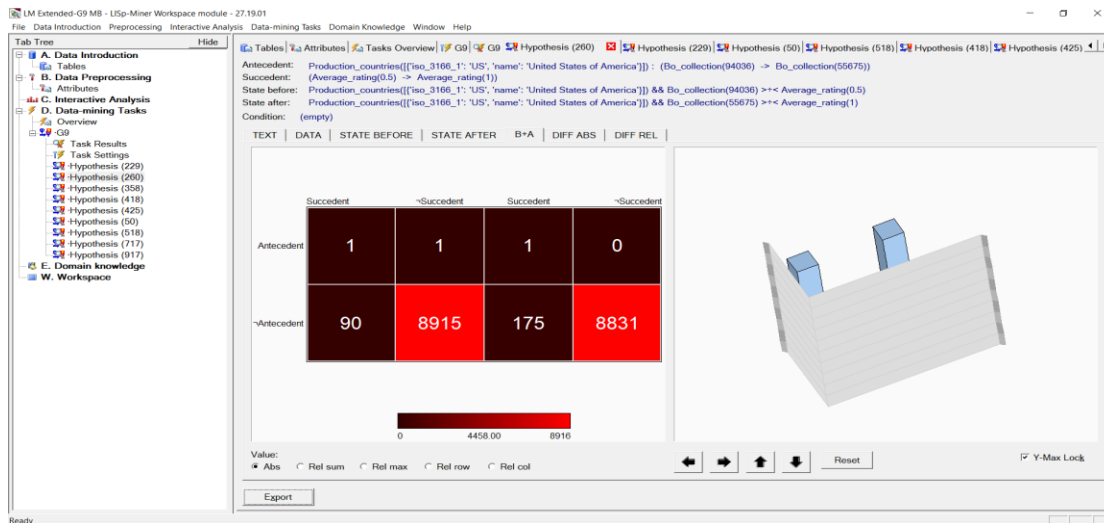 LM Extended-G9 MB - LISp-Miner Workspace module - 27.19.01
File Data Introduction Preprocessing Interactive Analysis Data-mining Tasks Domain Knowledge Window Help
Tab Tree Hide
A. Data Introduction
Tables
B. Data Preprocessing
Attributes
C. Interactive Analysis
D. Data-mining Tasks
Overview
G9
Task Results
Task Settings
Hypothesis (229)
Hypothesis (260)
Hypothesis (358)
Hypothesis (418)
Hypothesis (425)
Hypothesis (50)
Hypothesis (518)
Hypothesis (717)
Hypothesis (917)
E. Domain knowledge
W. Workspace
Tables Attributes Tasks Overview G9 G9 Hypothesis (260) Hypothesis (229) Hypothesis (50) Hypothesis (518) Hypothesis (418) Hypothesis (425)
Antecedent: Production_countries([{'iso_3166_1': 'US', 'name': 'United States of America'}]) : (Bo_collection(94036) -> Bo_collection(55675))
Succedent: (Average_rating(0.5) -> Average_rating(1))
State before: Production_countries([{'iso_3166_1': 'US', 'name': 'United States of America'}]) && Bo_collection(94036) >÷< Average_rating(0.5)
State after: Production_countries([{'iso_3166_1': 'US', 'name': 'United States of America'}]) && Bo_collection(55675) >÷< Average_rating(1)
Condition: (empty)
TEXT DATA STATE BEFORE STATE AFTER B+A DIFF ABS DIFF REL
Succedent ¬Succedent Succedent ¬Succedent
Antecedent 1 1 1 0
¬Antecedent 90 8915 175 8831
0 4458.00 8916
Value:
Abs Rel sum Rel max Rel row Rel col
Reset
Y-Max Lock
Export
Ready